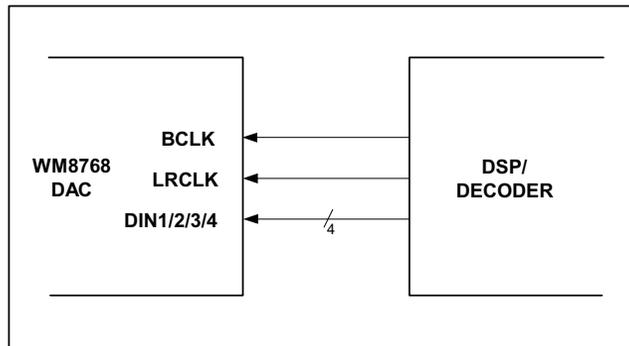 WM8768
DAC
BCLK
LRCLK
DIN1/2/3/4
4
DSP/
DECODER